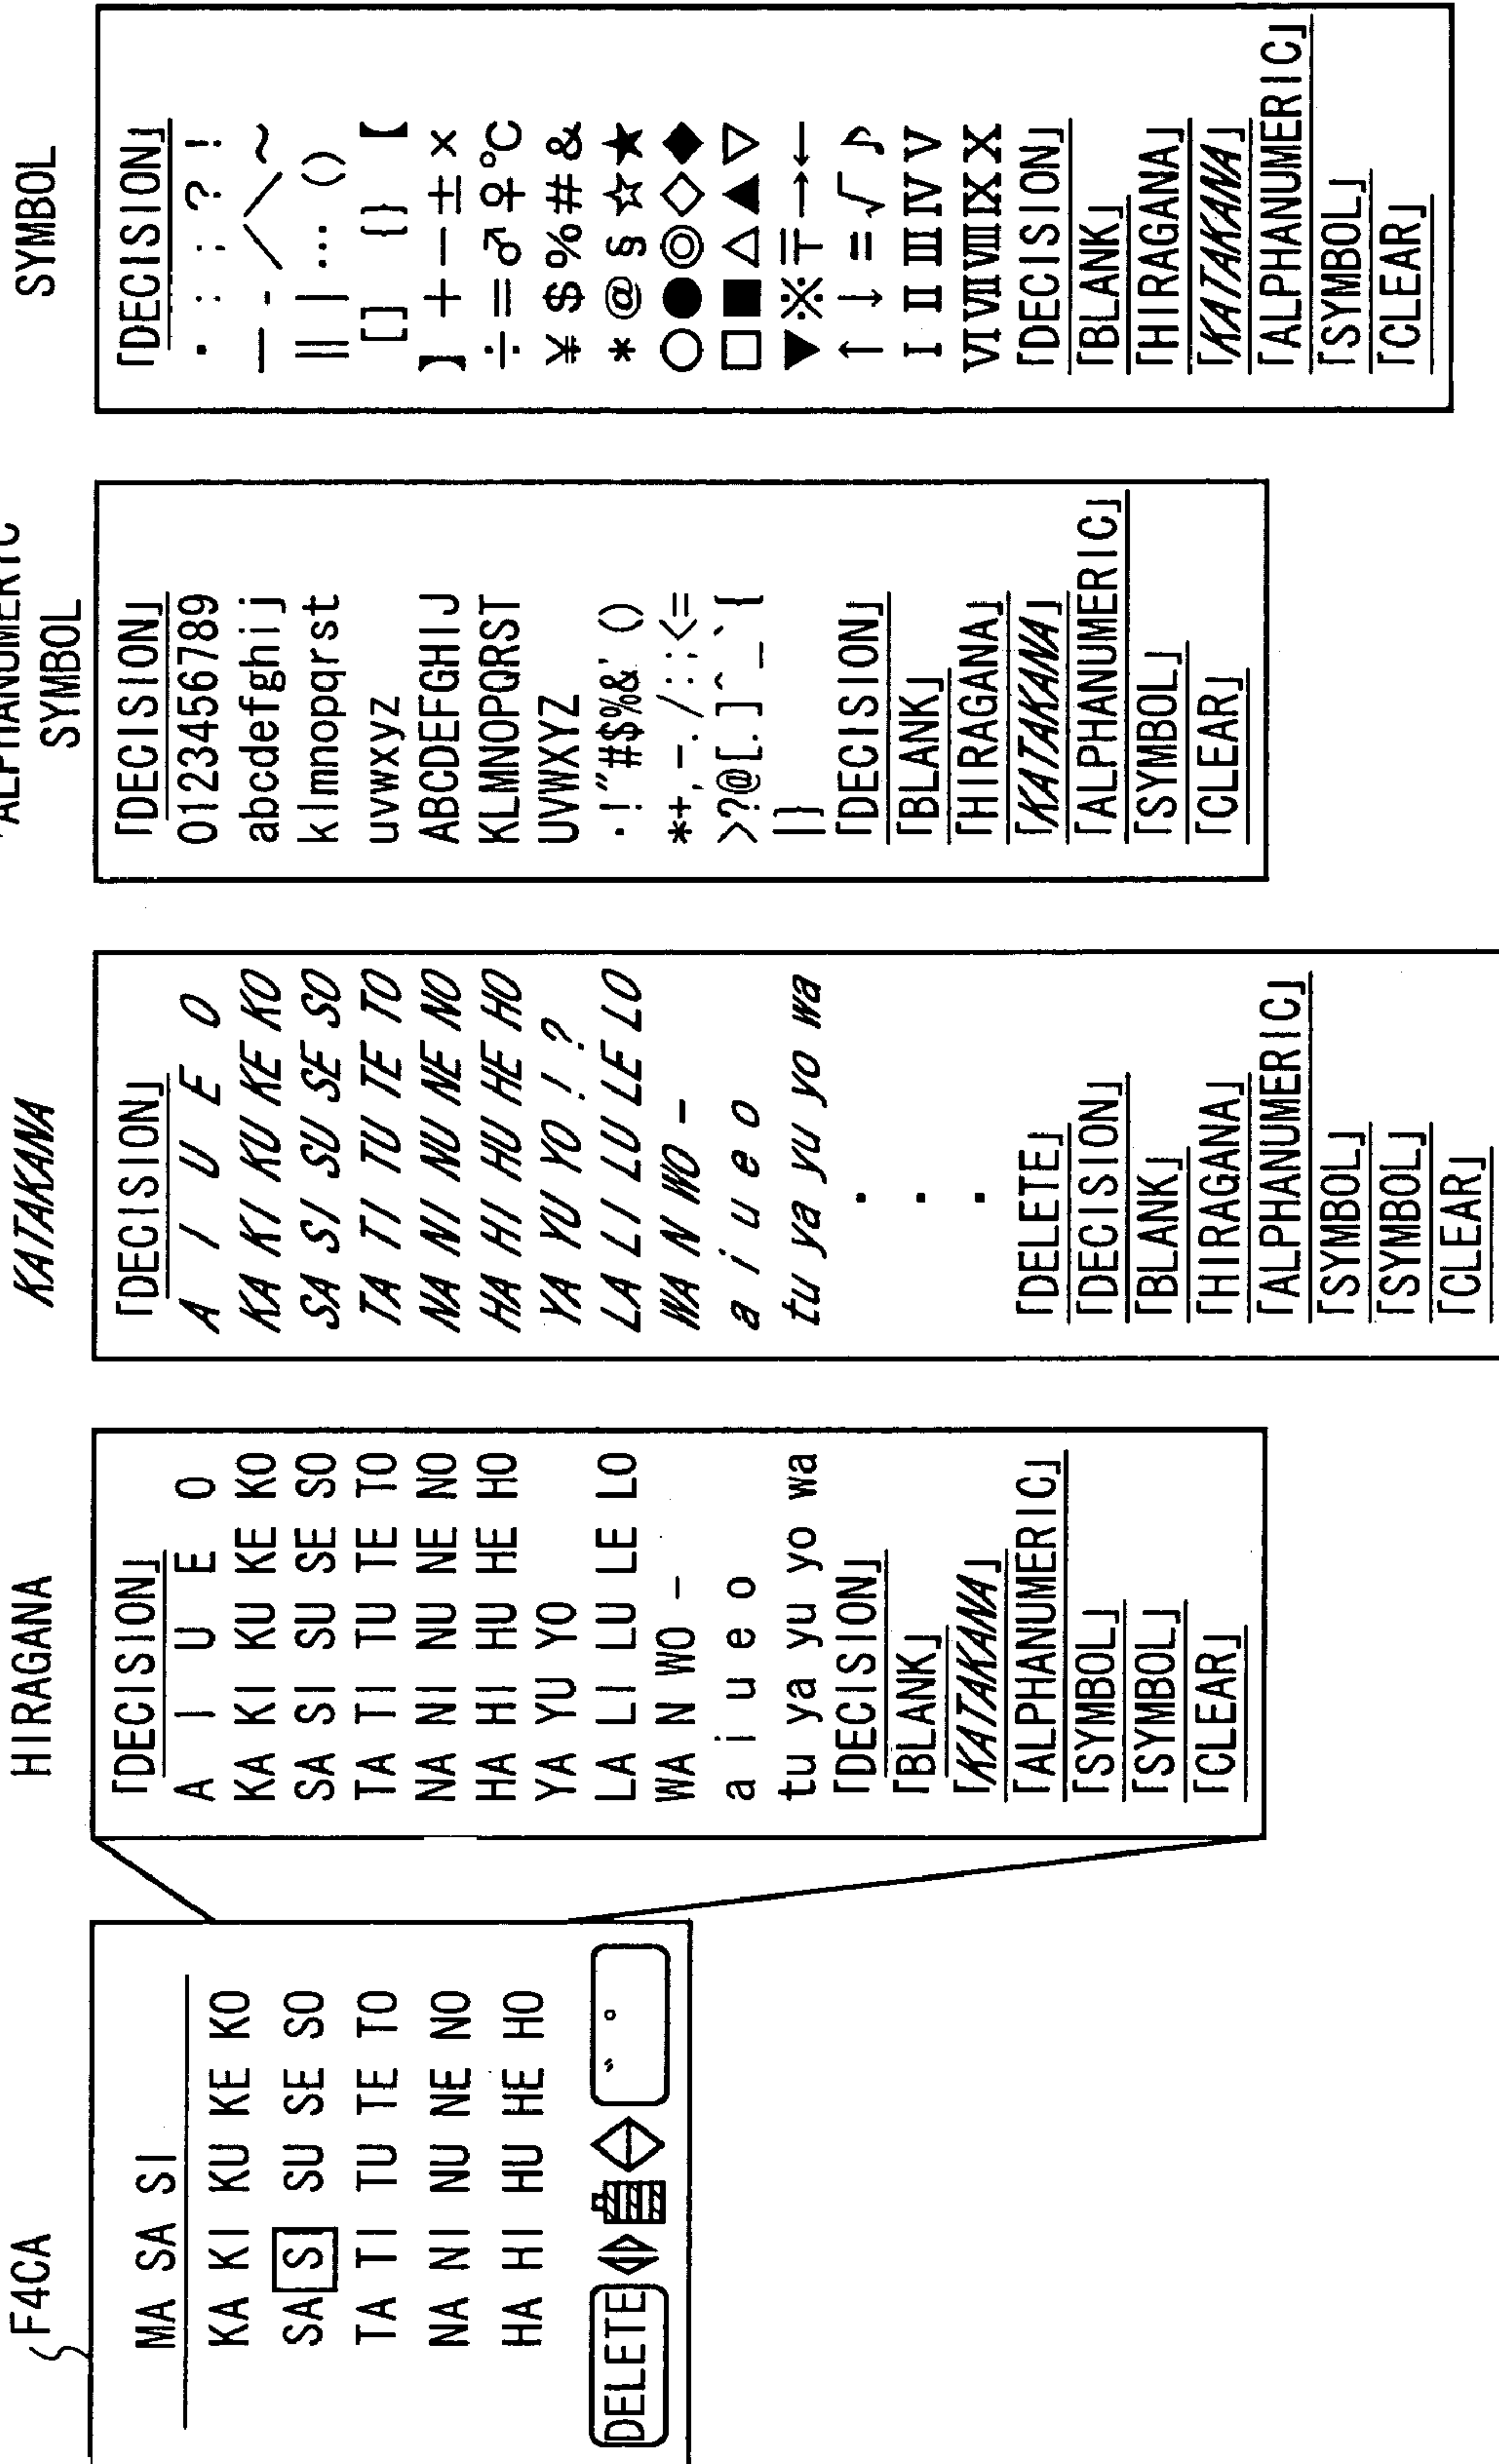 F4CA
MA SA SI
KA KI KU KE KO
SA SI SU SE SO
TA TI TU TE TO
NA NI NU NE NO
HA HI HU HE HO
DELETE ゛ ゜
HIRAGANA
「DECISION」
A I U E O
KA KI KU KE KO
SA SI SU SE SO
TA TI TU TE TO
NA NI NU NE NO
HA HI HU HE HO
YA YU YO
LA LI LU LE LO
WA N WO -
a i u e o
tu ya yu yo wa
「DECISION」
「BLANK」
「KATAKANA」
「ALPHANUMERIC」
「SYMBOL」
「SYMBOL」
「CLEAR」
KATAKANA
「DECISION」
A I U E O
KA KI KU KE KO
SA SI SU SE SO
TA TI TU TE TO
NA NI NU NE NO
HA HI HU HE HO
YA YU YO ! ?
LA LI LU LE LO
WA N WO -
a i u e o
tu ya yu yo wa
・
・
・
「DELETE」
「DECISION」
「BLANK」
「HIRAGANA」
「ALPHANUMERIC」
「SYMBOL」
「SYMBOL」
「CLEAR」
ALPHANUMERIC
SYMBOL
「DECISION」
0123456789
abcdefghij
klmnopqrst
uvwxyz
ABCDEFGHIJ
KLMNOPQRST
UVWXYZ
・!"#$%&' ()
*+,-./:;<=
>?@[.]^_`{
|}
「DECISION」
「BLANK」
「HIRAGANA」
「KATAKANA」
「ALPHANUMERIC」
「SYMBOL」
「CLEAR」
SYMBOL
「DECISION」
・ : ; ? !
— - / \ ~
‖ | … ()
[] {} 【
】 + − ± ×
÷ = ♂ ♀ ℃
¥ $ % # &
* @ § ☆ ★
○ ● ◎ ◇ ◆
□ ■ △ ▲ ▽
▼ ※ 〒 → ←
↑ ↓ = √ ♪
I II III IV V
VI VII VIII IX X
「DECISION」
「BLANK」
「HIRAGANA」
「KATAKANA」
「ALPHANUMERIC」
「SYMBOL」
「CLEAR」